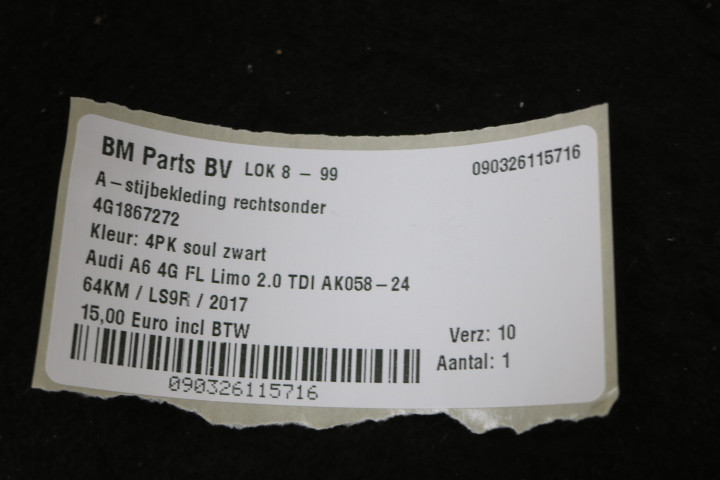 BM Parts BV LOK 8 - 99 090326115716
A-stijbekleding rechtsonder
4G1867272
Kleur: 4PK soul zwart
Audi A6 4G FL Limo 2.0 TDI AK058-24
64KM / LS9R / 2017
15,00 Euro incl BTW
Verz: 10
Aantal: 1
090326115716